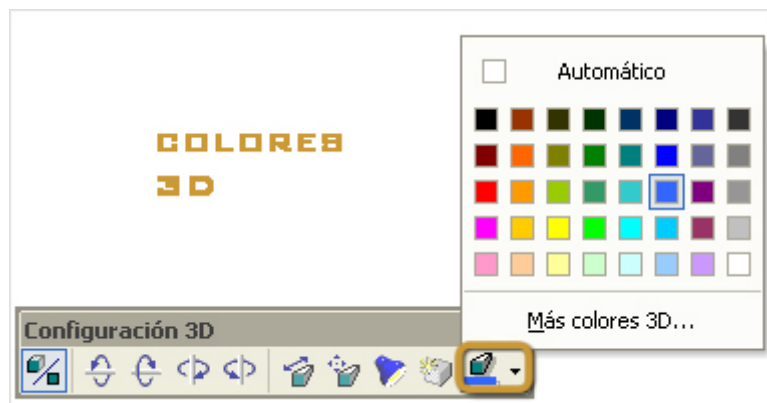 Automático
COLORES
3D
Más colores 3D...
Configuración 3D